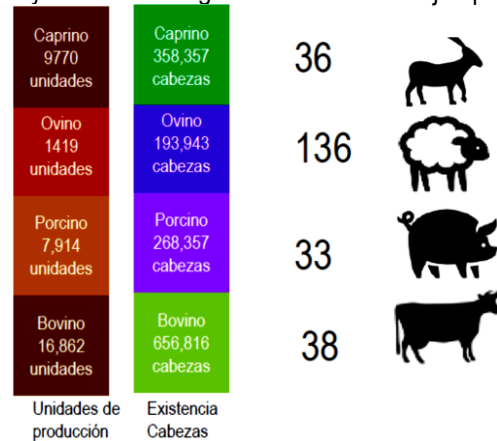 Caprino
9770
unidades
Caprino
358,357
cabezas
36
Ovino
1419
unidades
Ovino
193,943
cabezas
136
Porcino
7,914
unidades
Porcino
268,357
cabezas
33
Bovino
16,862
unidades
Bovino
656,816
cabezas
38
Unidades de
producción
Existencia
Cabezas